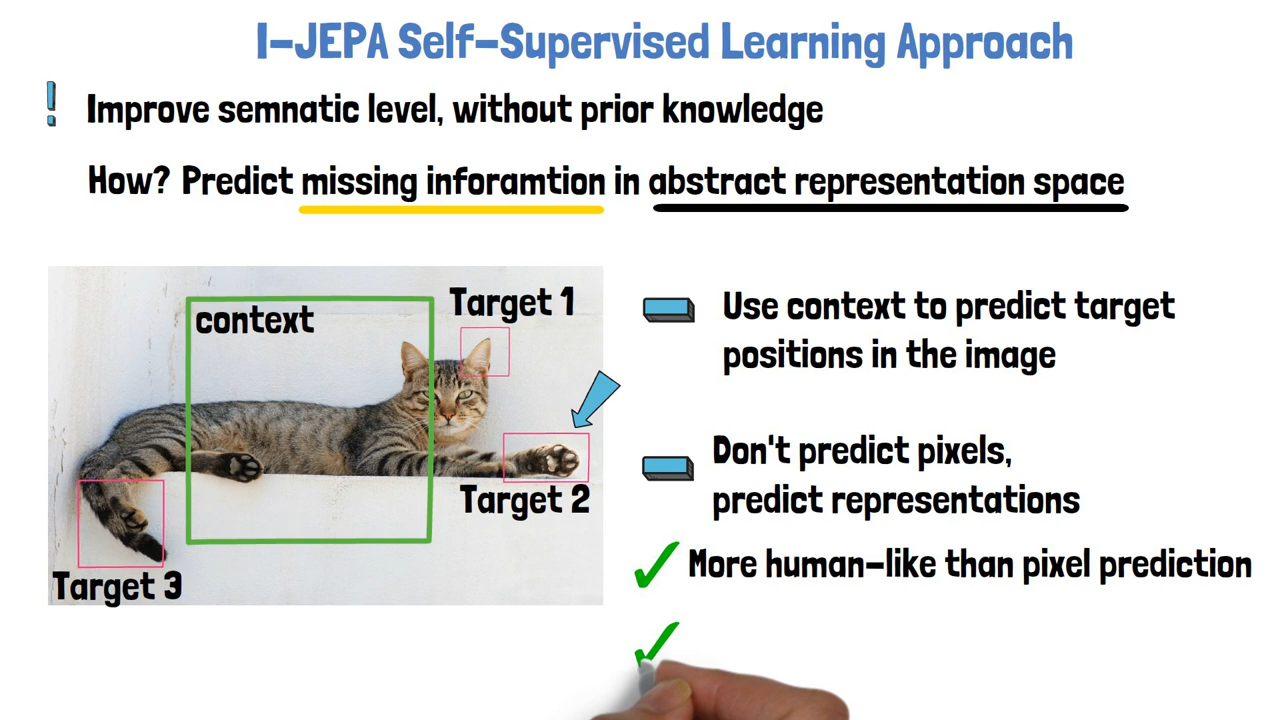 I-JEPA Self-Supervised Learning Approach
! Improve semnatic level, without prior knowledge
How? Predict missing inforamtion in abstract representation space
context
Target 1
Target 2
Target 3
Use context to predict target
positions in the image
Don't predict pixels,
predict representations
More human-like than pixel prediction